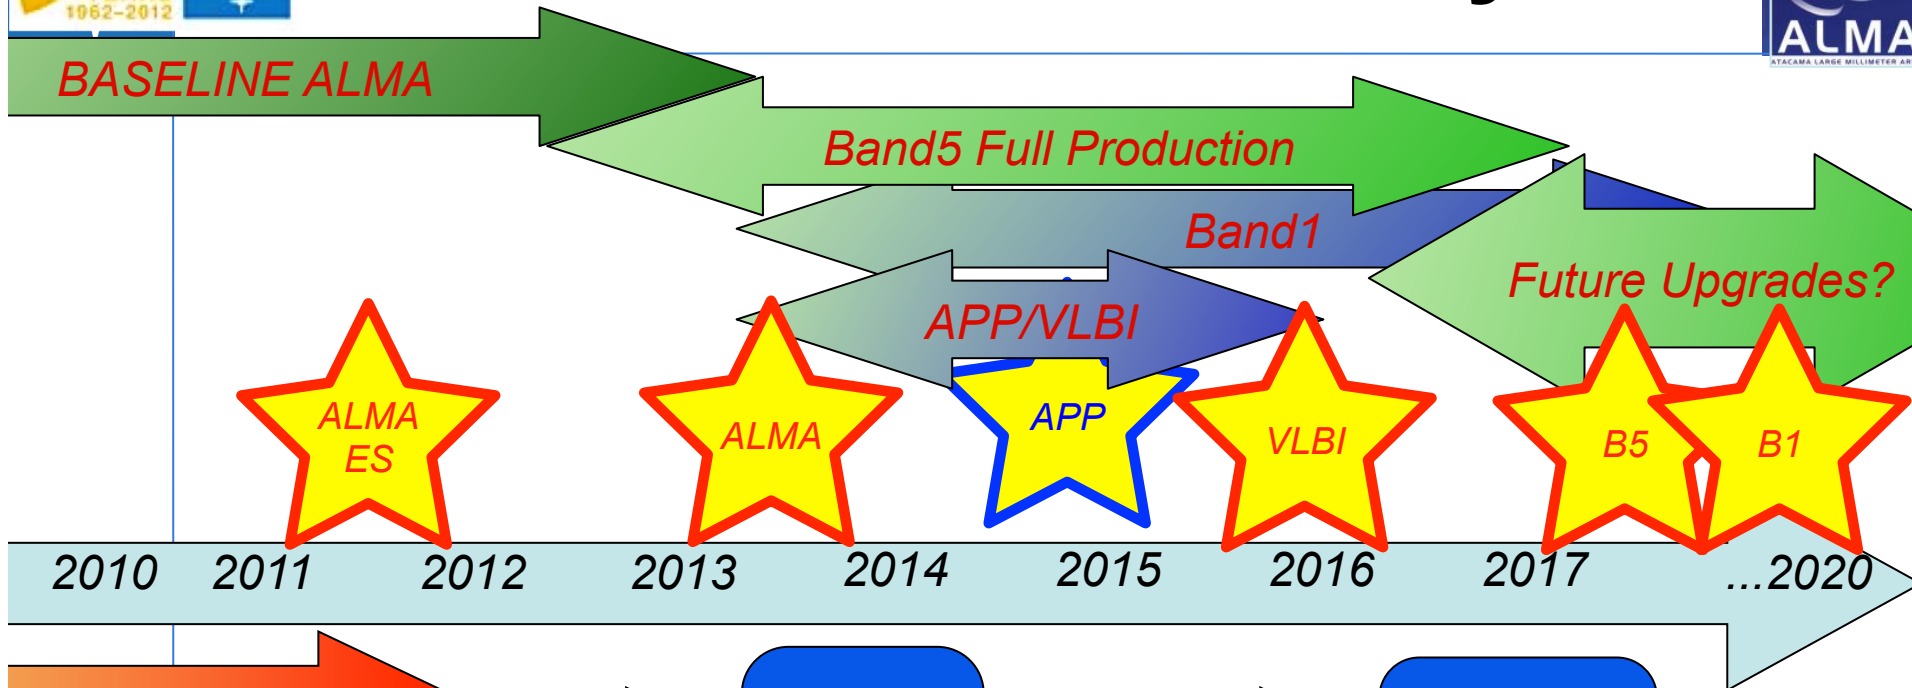 1962-2012
ALMA
ATACAMA LARGE MILLIMETER AR
BASELINE ALMA
Band5 Full Production
Band1
Future Upgrades?
APP/VLBI
ALMA
ES
ALMA
APP
VLBI
B5
B1
2010
2011
2012
2013
2014
2015
2016
2017
...2020